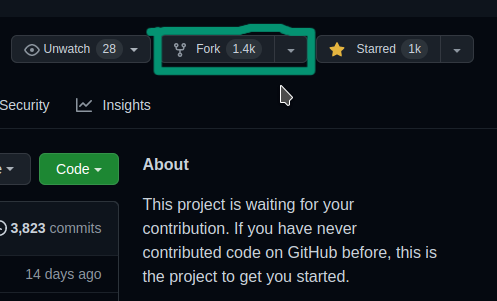 Unwatch 28 Fork 1.4k Starred 1k
Security Insights
Code
About
This project is waiting for your
contribution. If you have never
contributed code on GitHub before, this is
the project to get you started.
3,823 commits
14 days ago